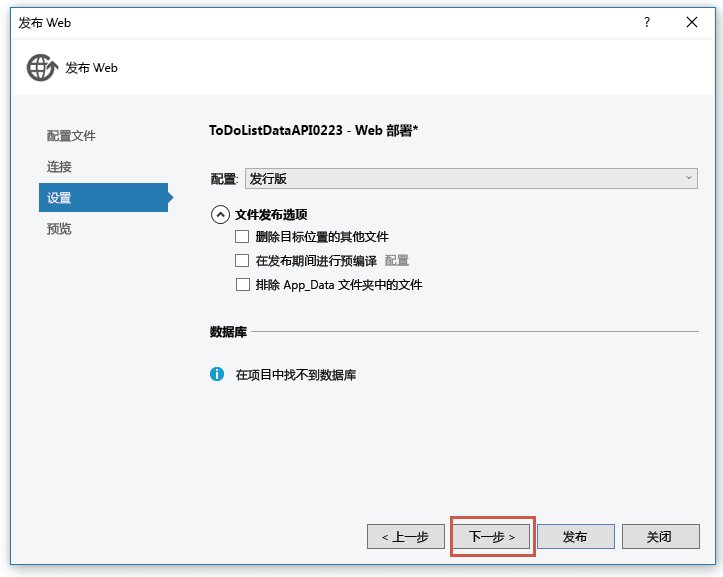 发布 Web
?
发布 Web
配置文件
连接
设置
预览
ToDoListDataAPI0223 - Web 部署*
配置: 发行版
文件发布选项
删除目标位置的其他文件
在发布期间进行预编译 配置
排除 App_Data 文件夹中的文件
数据库
在项目中找不到数据库
< 上一步 下一步 > 发布 关闭